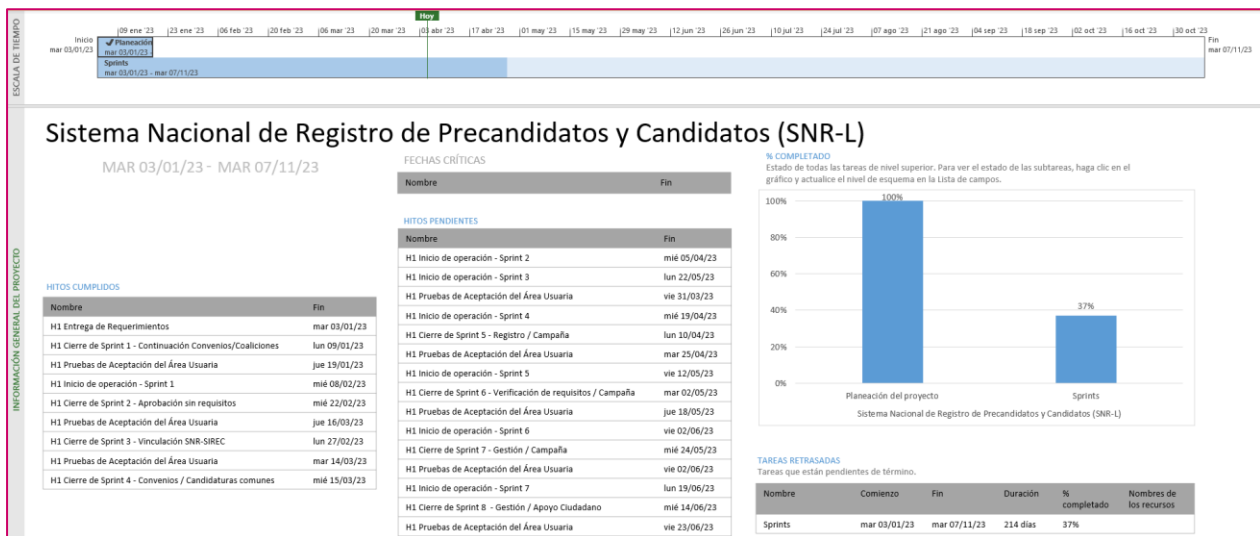 ESCALA DE TIEMPO
Hoy
09 ene '23 23 ene '23 06 feb '23 20 feb '23 06 mar '23 20 mar '23 03 abr '23 17 abr '23 01 may '23 15 may '23 29 may '23 12 jun '23 26 jun '23 10 jul '23 24 jul '23 07 ago '23 21 ago '23 04 sep '23 18 sep '23 02 oct '23 16 oct '23 30 oct '23
Inicio
mar 03/01/23
Planeación
mar 03/01/23 -
Sprints
mar 03/01/23 - mar 07/11/23
Fin
mar 07/11/23
INFORMACIÓN GENERAL DEL PROYECTO
Sistema Nacional de Registro de Precandidatos y Candidatos (SNR-L)
MAR 03/01/23 - MAR 07/11/23
HITOS CUMPLIDOS
Nombre Fin
H1 Entrega de Requerimientos mar 03/01/23
H1 Cierre de Sprint 1 - Continuación Convenios/Coaliciones lun 09/01/23
H1 Pruebas de Aceptación del Área Usuaria jue 19/01/23
H1 Inicio de operación - Sprint 1 mié 08/02/23
H1 Cierre de Sprint 2 - Aprobación sin requisitos mié 22/02/23
H1 Pruebas de Aceptación del Área Usuaria jue 16/03/23
H1 Cierre de Sprint 3 - Vinculación SNR-SIREC lun 27/02/23
H1 Pruebas de Aceptación del Área Usuaria mar 14/03/23
H1 Cierre de Sprint 4 - Convenios / Candidaturas comunes mié 15/03/23
FECHAS CRÍTICAS
Nombre Fin
HITOS PENDIENTES
Nombre Fin
H1 Inicio de operación - Sprint 2 mié 05/04/23
H1 Inicio de operación - Sprint 3 lun 22/05/23
H1 Pruebas de Aceptación del Área Usuaria vie 31/03/23
H1 Inicio de operación - Sprint 4 mié 19/04/23
H1 Cierre de Sprint 5 - Registro / Campaña lun 10/04/23
H1 Pruebas de Aceptación del Área Usuaria mar 25/04/23
H1 Inicio de operación - Sprint 5 vie 12/05/23
H1 Cierre de Sprint 6 - Verificación de requisitos / Campaña mar 02/05/23
H1 Pruebas de Aceptación del Área Usuaria jue 18/05/23
H1 Inicio de operación - Sprint 6 vie 02/06/23
H1 Cierre de Sprint 7 - Gestión / Campaña mié 24/05/23
H1 Pruebas de Aceptación del Área Usuaria vie 02/06/23
H1 Inicio de operación - Sprint 7 lun 19/06/23
H1 Cierre de Sprint 8 - Gestión / Apoyo Ciudadano mié 14/06/23
H1 Pruebas de Aceptación del Área Usuaria vie 23/06/23
% COMPLETADO
Estado de todas las tareas de nivel superior. Para ver el estado de las subtareas, haga clic en el
gráfico y actualice el nivel de esquema en la Lista de campos.
100%
80%
60%
40%
20%
0%
100%
37%
Planeación del proyecto Sprints
Sistema Nacional de Registro de Precandidatos y Candidatos (SNR-L)
TAREAS RETRASADAS
Tareas que están pendientes de término.
Nombre Comienzo Fin Duración % completado Nombres de los recursos
Sprints mar 03/01/23 mar 07/11/23 214 días 37%